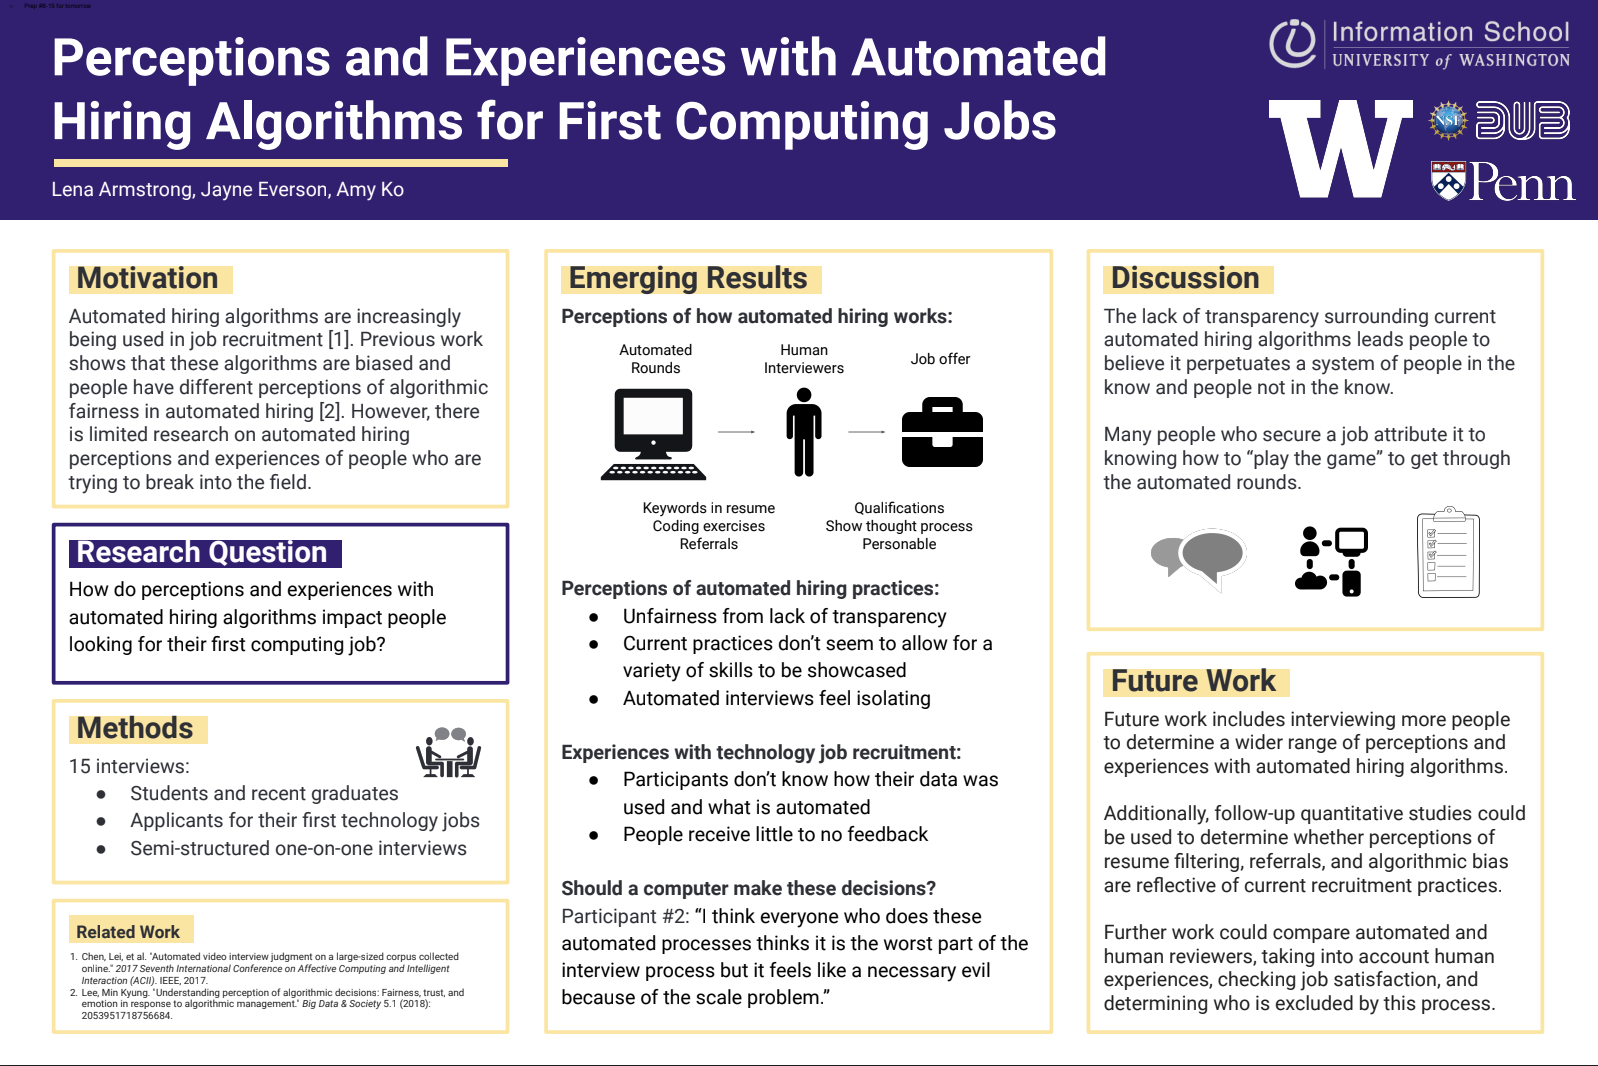 Prep #8-16 for tomorrow
Perceptions and Experiences with Automated
Hiring Algorithms for First Computing Jobs
Lena Armstrong, Jayne Everson, Amy Ko
Information School
UNIVERSITY of WASHINGTON
W
NSF
DUB
Penn
Motivation
Automated hiring algorithms are increasingly
being used in job recruitment [1]. Previous work
shows that these algorithms are biased and
people have different perceptions of algorithmic
fairness in automated hiring [2]. However, there
is limited research on automated hiring
perceptions and experiences of people who are
trying to break into the field.
Research Question
How do perceptions and experiences with
automated hiring algorithms impact people
looking for their first computing job?
Methods
15 interviews:
● Students and recent graduates
● Applicants for their first technology jobs
● Semi-structured one-on-one interviews
Related Work
1. Chen, Lei, et al. "Automated video interview judgment on a large-sized corpus collected
online." 2017 Seventh International Conference on Affective Computing and Intelligent
Interaction (ACII). IEEE, 2017.
2. Lee, Min Kyung. "Understanding perception of algorithmic decisions: Fairness, trust, and
emotion in response to algorithmic management." Big Data & Society 5.1 (2018):
2053951718756684.
Emerging Results
Perceptions of how automated hiring works:
Automated
Rounds
Human
Interviewers
Job offer
Keywords in resume
Coding exercises
Referrals
Qualifications
Show thought process
Personable
Perceptions of automated hiring practices:
● Unfairness from lack of transparency
● Current practices don't seem to allow for a
variety of skills to be showcased
● Automated interviews feel isolating
Experiences with technology job recruitment:
● Participants don't know how their data was
used and what is automated
● People receive little to no feedback
Should a computer make these decisions?
Participant #2: “I think everyone who does these
automated processes thinks it is the worst part of the
interview process but it feels like a necessary evil
because of the scale problem.”
Discussion
The lack of transparency surrounding current
automated hiring algorithms leads people to
believe it perpetuates a system of people in the
know and people not in the know.
Many people who secure a job attribute it to
knowing how to “play the game” to get through
the automated rounds.
Future Work
Future work includes interviewing more people
to determine a wider range of perceptions and
experiences with automated hiring algorithms.
Additionally, follow-up quantitative studies could
be used to determine whether perceptions of
resume filtering, referrals, and algorithmic bias
are reflective of current recruitment practices.
Further work could compare automated and
human reviewers, taking into account human
experiences, checking job satisfaction, and
determining who is excluded by this process.